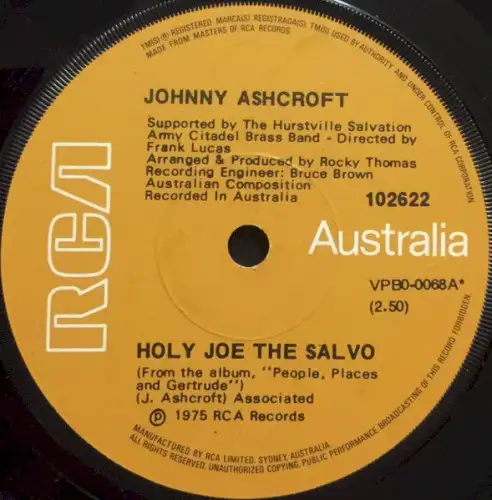 TM(S) ® REGISTERED MARCA(S) REGISTRADA(S) TM(S) USED BY AUTHORITY AND UNDER CONTROL OF RCA CORPORATION
MADE FROM MASTERS OF RCA RECORDS
JOHNNY ASHCROFT
Supported by The Hurstville Salvation
Army Citadel Brass Band - Directed by
Frank Lucas
Arranged & Produced by Rocky Thomas
Recording Engineer: Bruce Brown
Australian Composition
Recorded In Australia
102622
RCA
Australia
VPB0-0068A*
(2.50)
HOLY JOE THE SALVO
(From the album, "People, Places
and Gertrude")
(J. Ashcroft) Associated
℗ 1975 RCA Records
MANUFACTURED BY RCA LIMITED, SYDNEY, AUSTRALIA.
ALL RIGHTS RESERVED. UNAUTHORIZED COPYING, PUBLIC PERFORMANCE, BROADCASTING OF THIS RECORD FORBIDDEN.